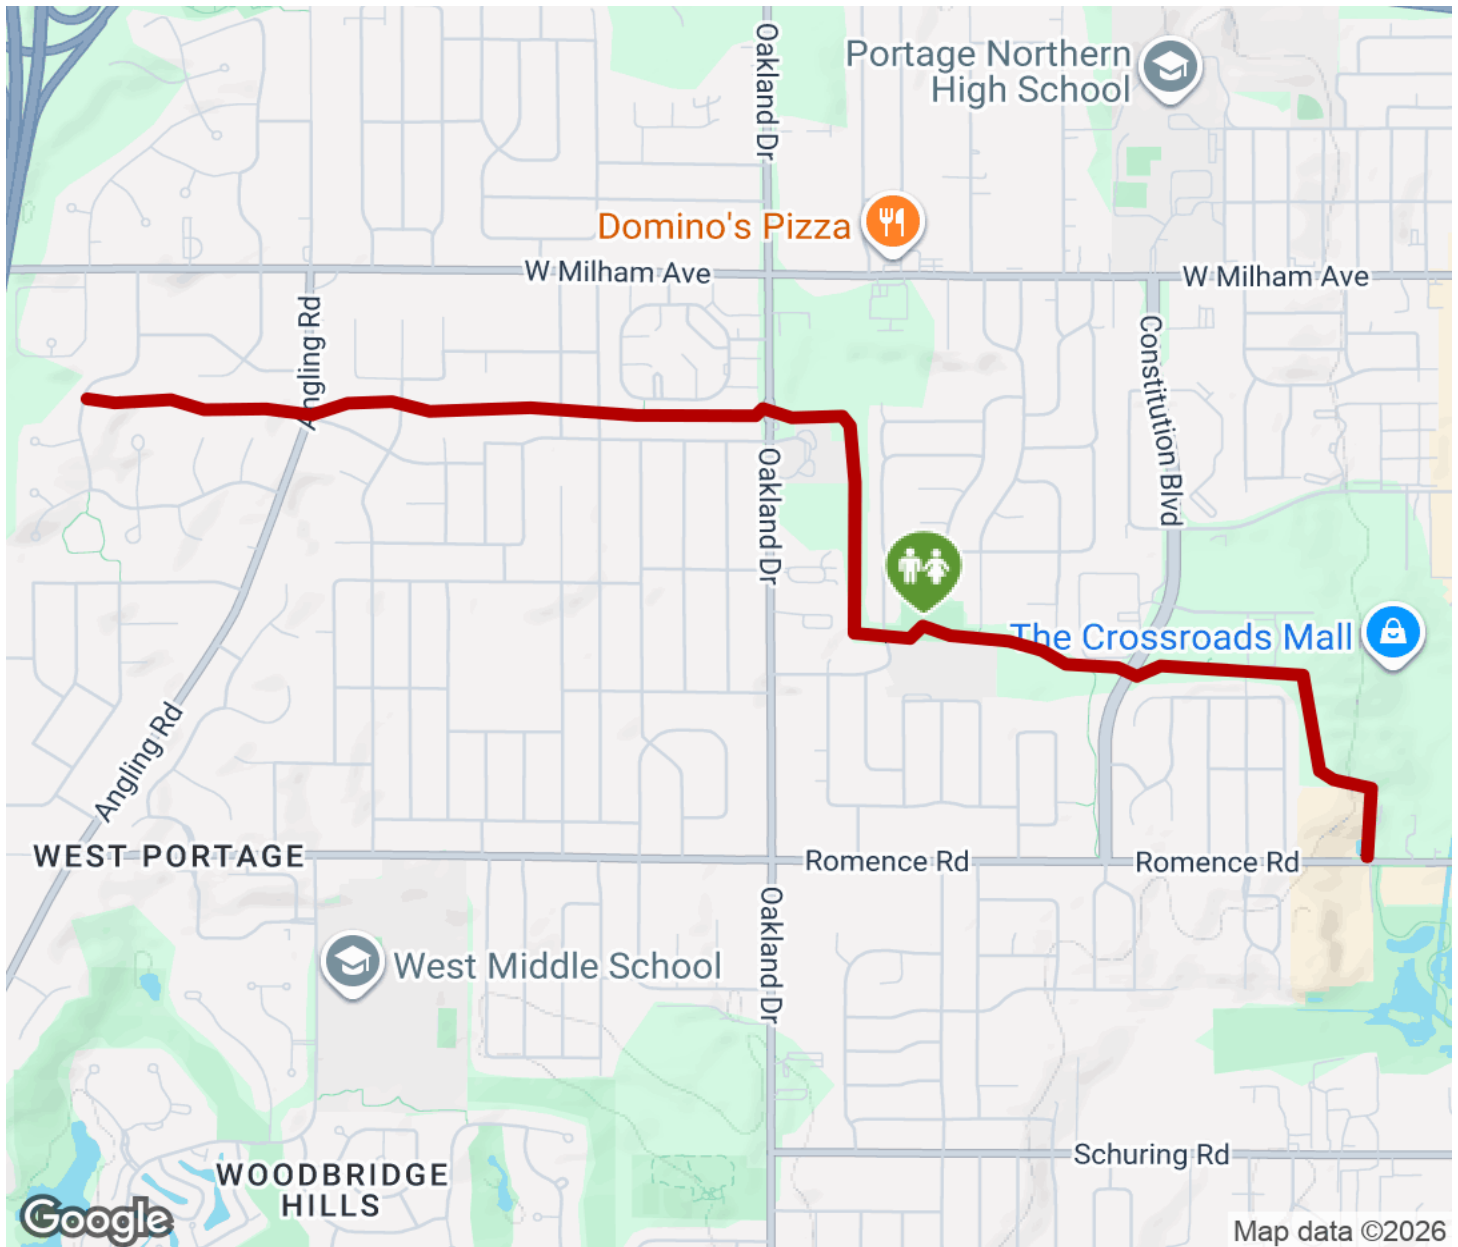 Oakland Dr
Portage Northern
High School
Domino's Pizza
W Milham Ave
W Milham Ave
Angling Rd
Constitution Blvd
Oakland Dr
The Crossroads Mall
Angling Rd
WEST PORTAGE
Romence Rd
Romence Rd
Oakland Dr
West Middle School
Schuring Rd
WOODBRIDGE
HILLS
Google
Map data ©2026